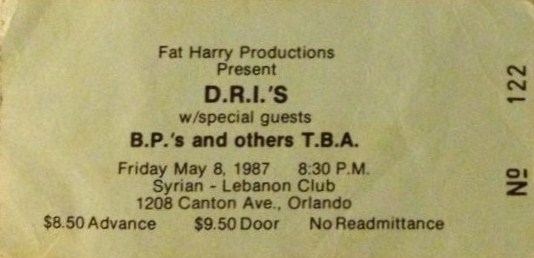 Fat Harry Productions
Present
D.R.I.'S
w/special guests
B.P.'s and others T.B.A.
Friday May 8, 1987 8:30 P.M.
Syrian - Lebanon Club
1208 Canton Ave., Orlando
$8.50 Advance $9.50 Door No Readmittance
Nº 122